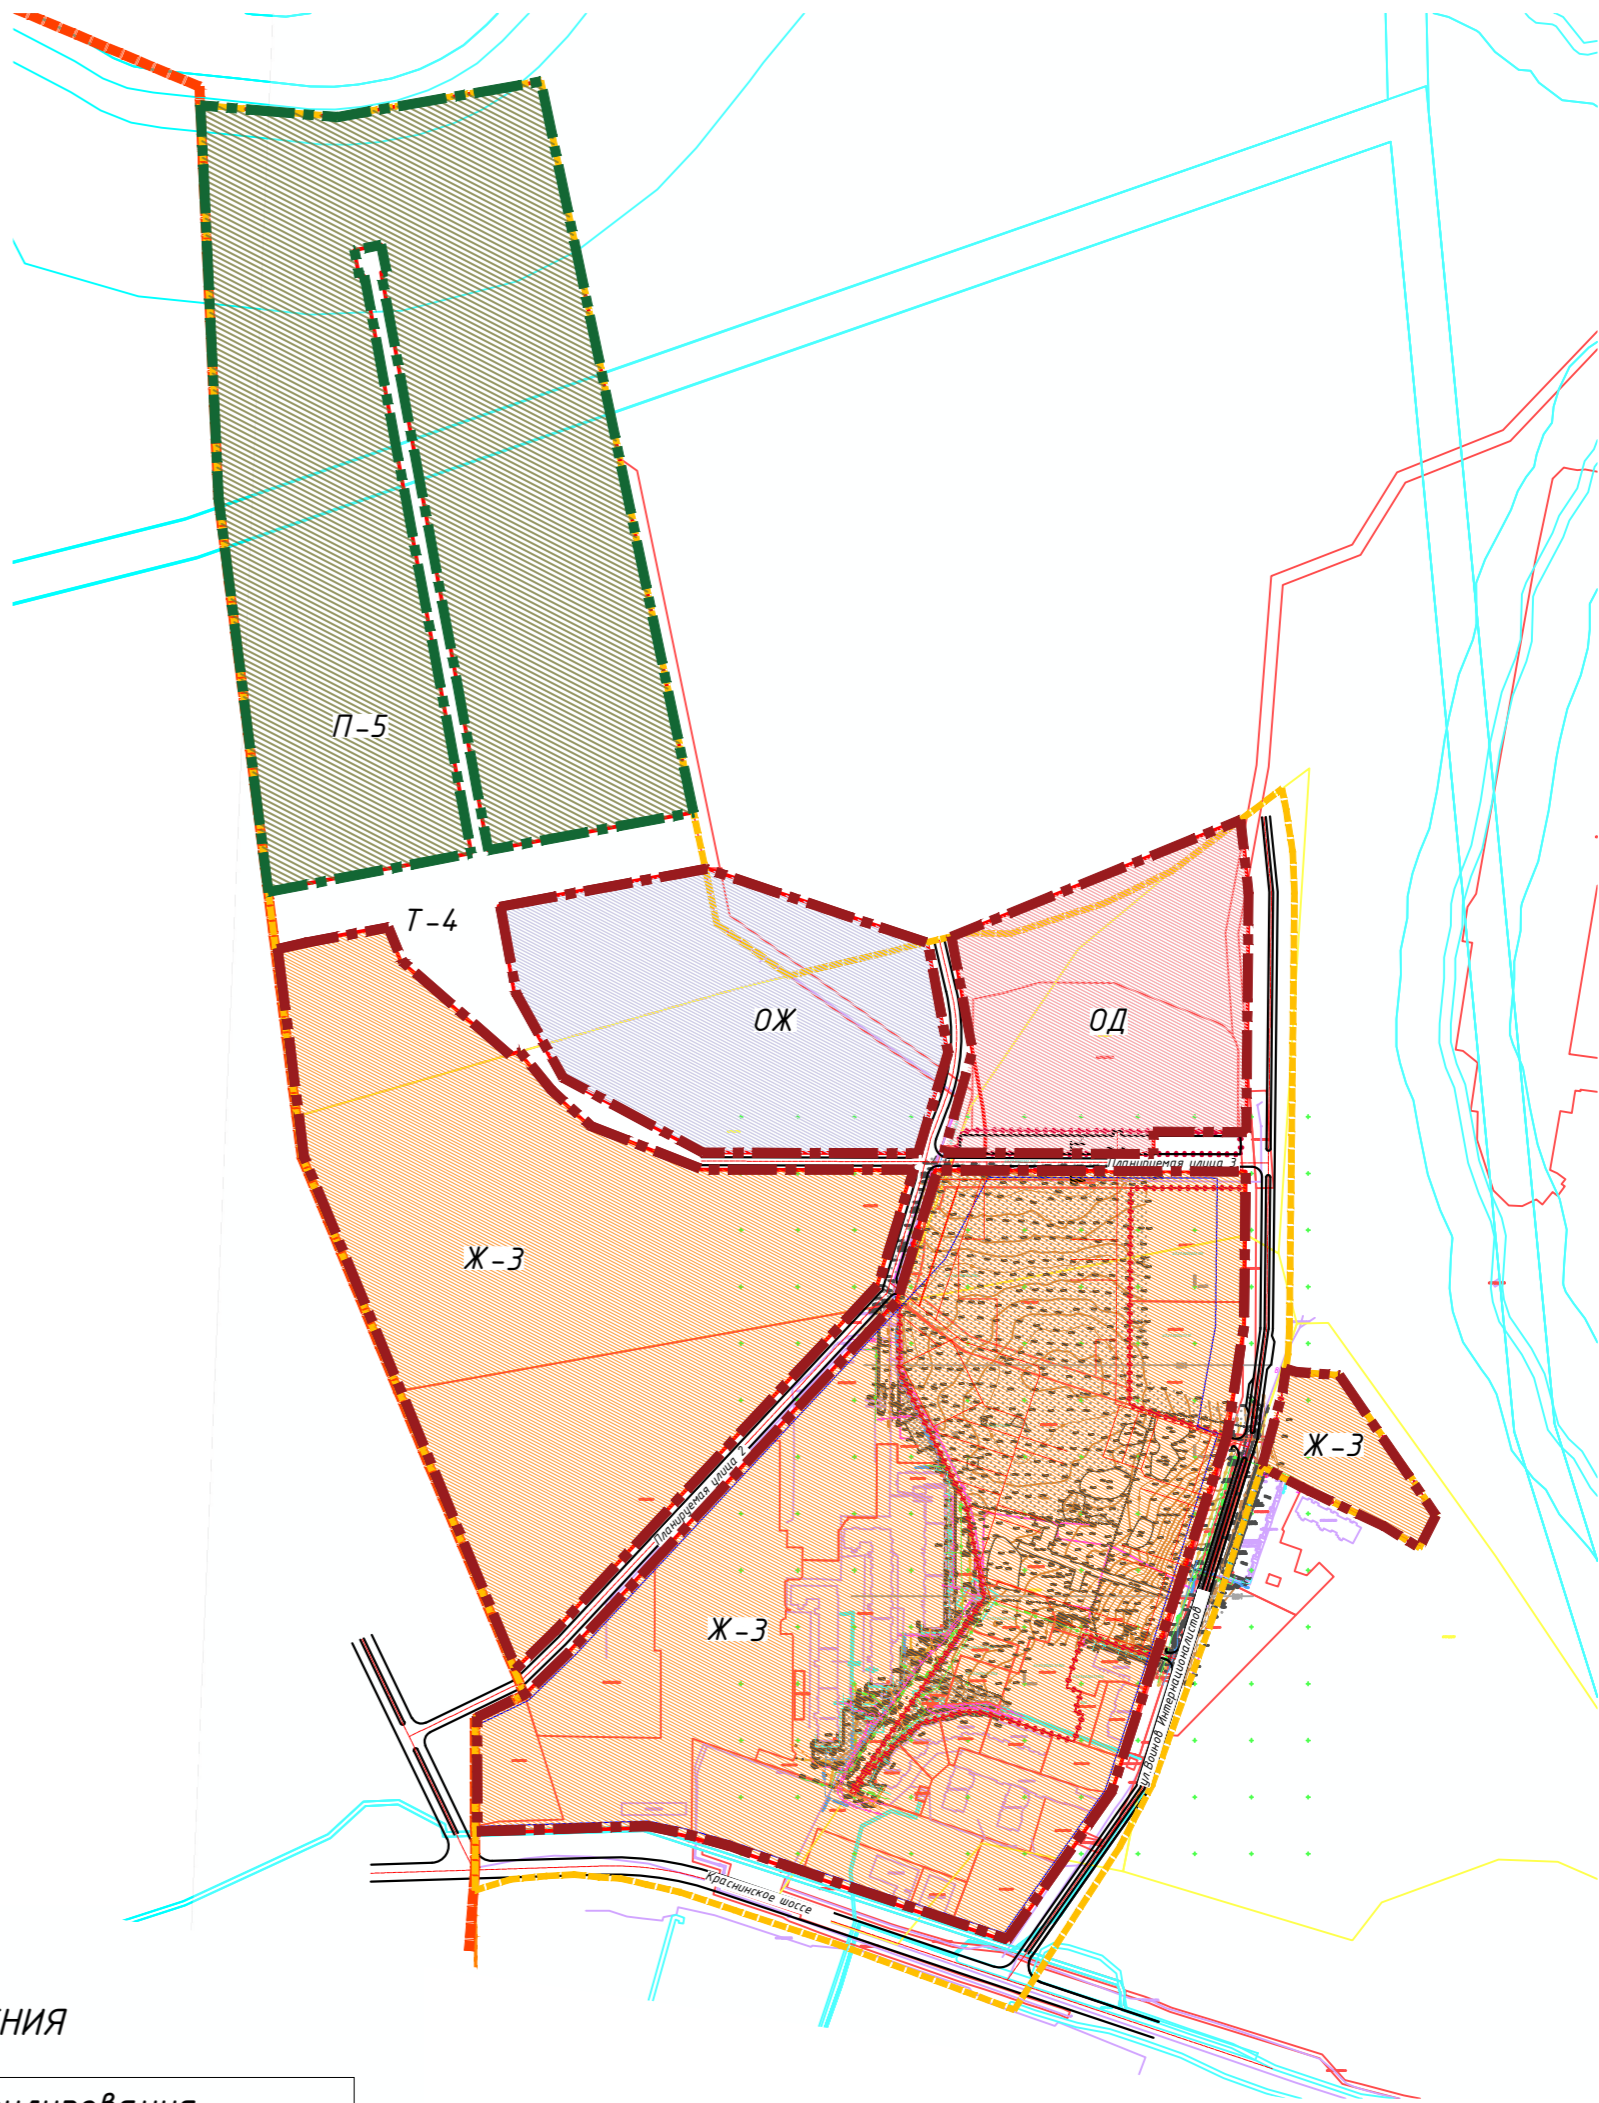 П-5
Т-4
ОЖ
ОД
Планируемая улица 3
Ж-3
Ж-3
Планируемая улица 2
Ж-3
ул.Воинов Интернационалистов
Краснинское шоссе
НИЯ